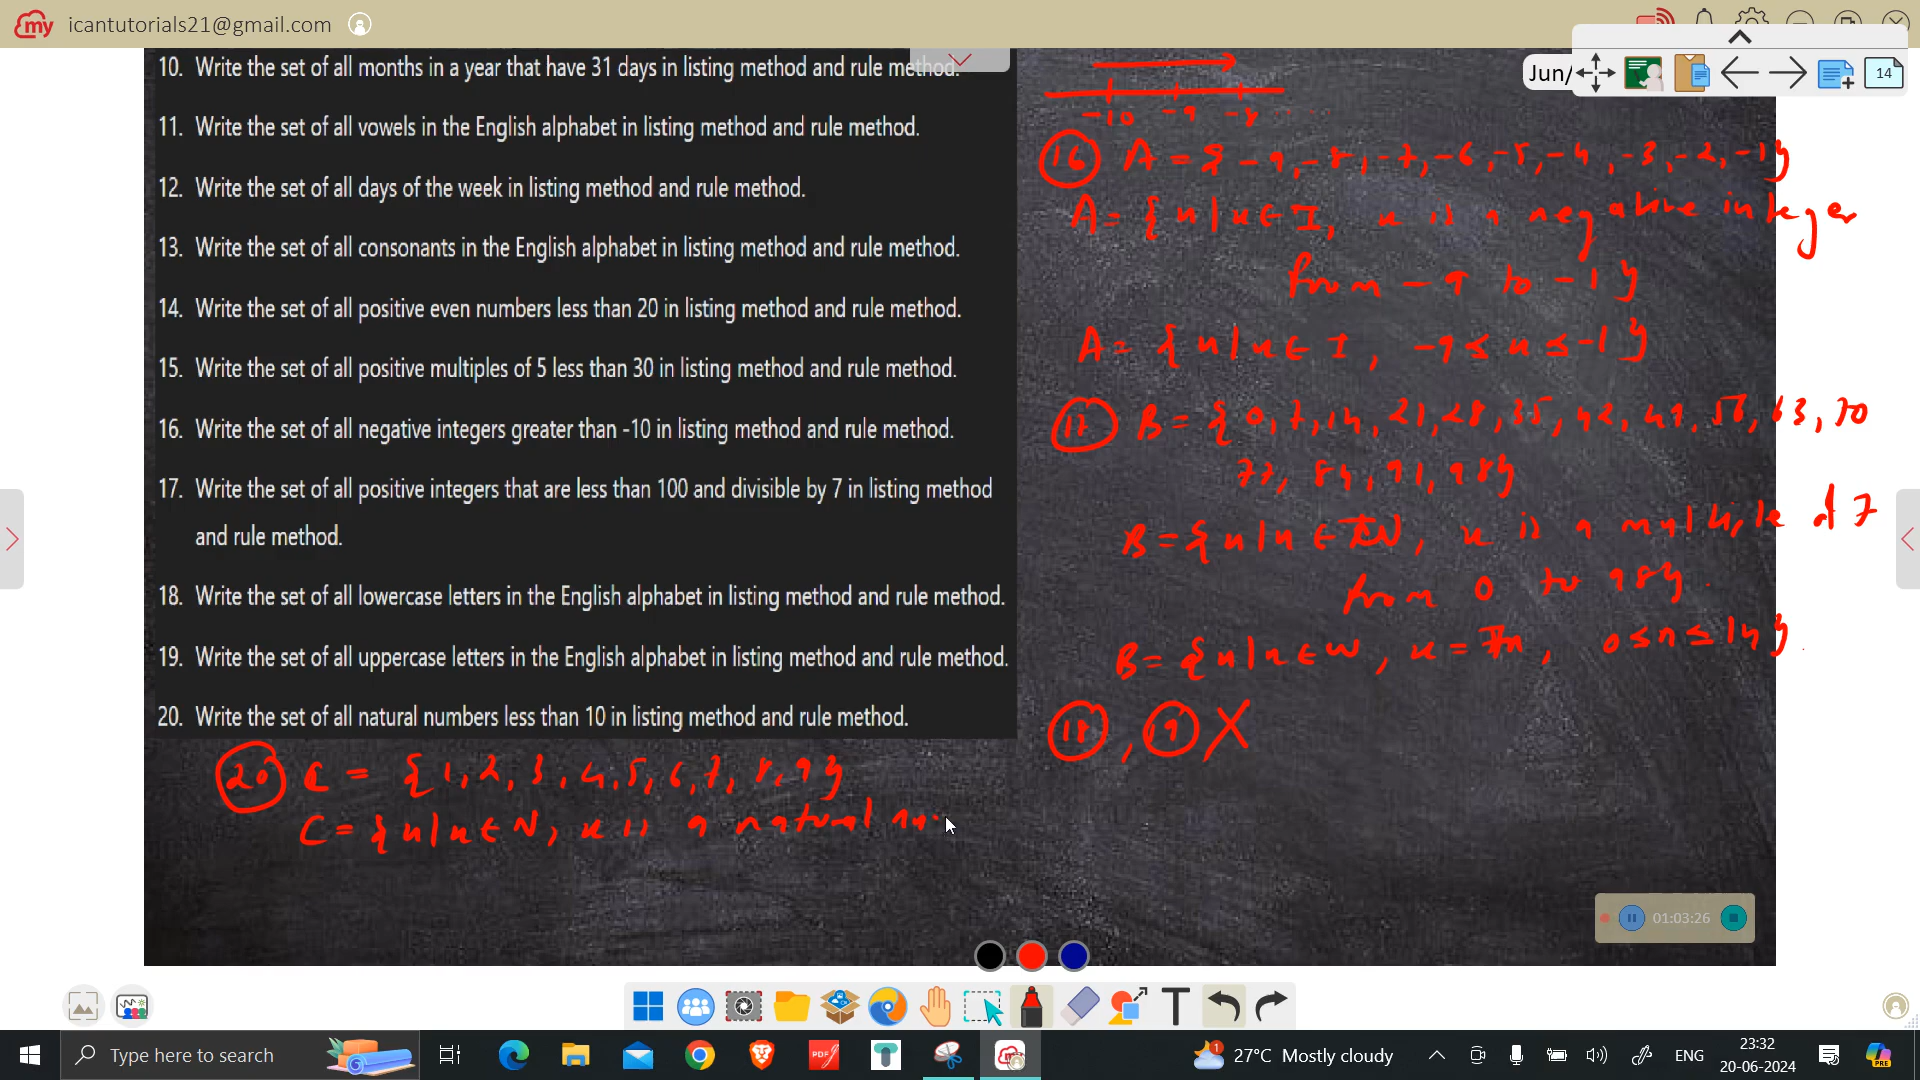 icantutorials21@gmail.com
10. Write the set of all months in a year that have 31 days in listing method and rule method.
11. Write the set of all vowels in the English alphabet in listing method and rule method.
12. Write the set of all days of the week in listing method and rule method.
13. Write the set of all consonants in the English alphabet in listing method and rule method.
14. Write the set of all positive even numbers less than 20 in listing method and rule method.
15. Write the set of all positive multiples of 5 less than 30 in listing method and rule method.
16. Write the set of all negative integers greater than -10 in listing method and rule method.
17. Write the set of all positive integers that are less than 100 and divisible by 7 in listing method
and rule method.
18. Write the set of all lowercase letters in the English alphabet in listing method and rule method.
19. Write the set of all uppercase letters in the English alphabet in listing method and rule method.
20. Write the set of all natural numbers less than 10 in listing method and rule method.
20 C = {1, 2, 3, 4, 5, 6, 7, 8, 9}
C = {x | x ∈ N, x is a natural
Jun/
14
-10 -9 -8 ....
16 A = {-9, -8, -7, -6, -5, -4, -3, -2, -1}
A = {x | x ∈ I, x is a negative integer
from -9 to -1}
A = {x | x ∈ I, -9 ≤ x ≤ -1}
17 B = {0, 7, 14, 21, 28, 35, 42, 49, 56, 63, 70
77, 84, 91, 98}
B = {x | x ∈ N, x is a multiple of 7
from 0 to 98}.
B = {x | x ∈ W, x = 7n, 0 ≤ n ≤ 14}.
18, 19 X
01:03:26
Type here to search
27°C Mostly cloudy
ENG
23:32
20-06-2024